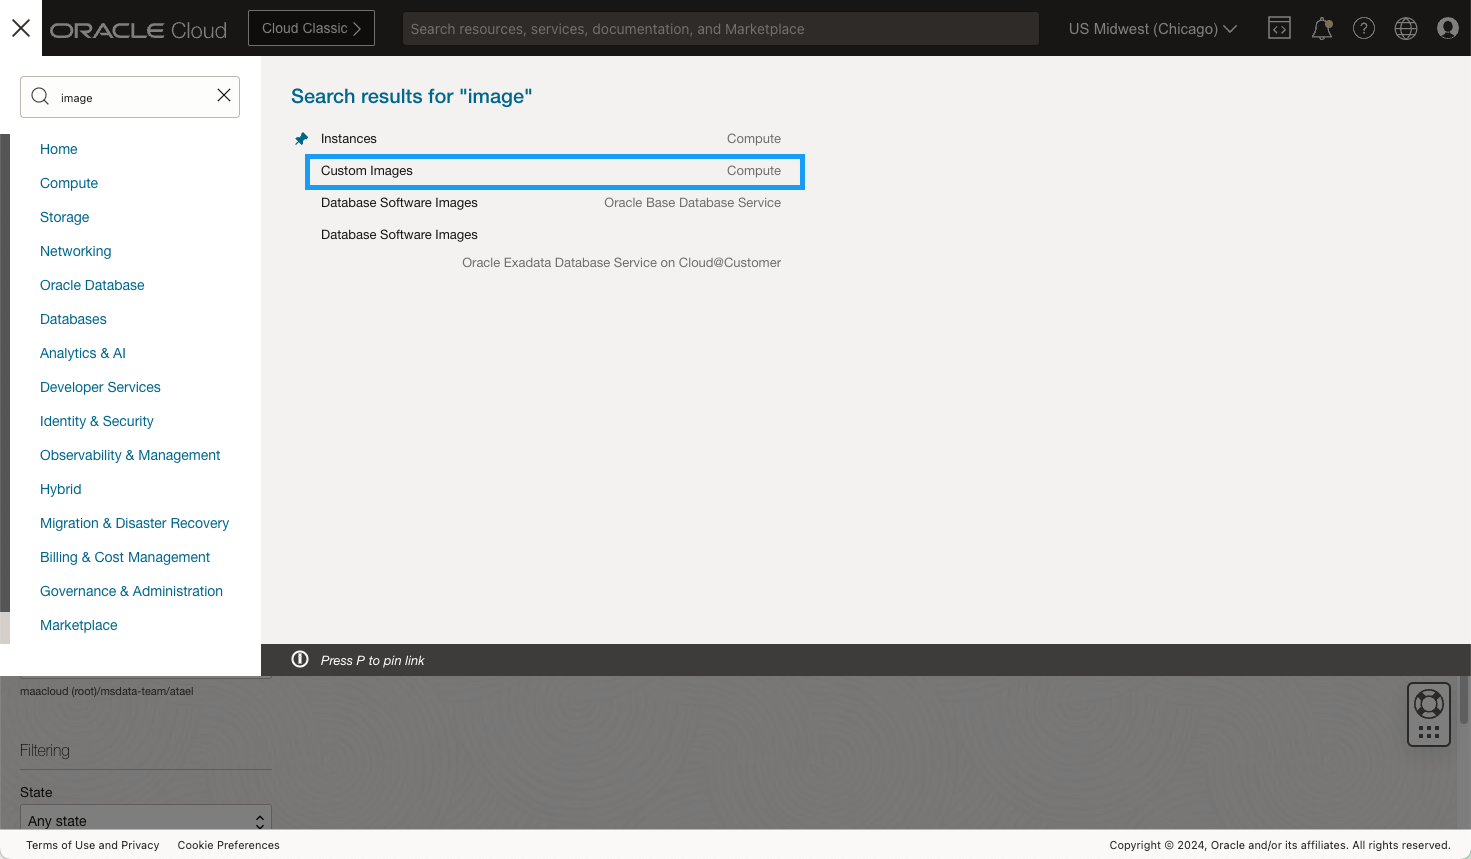 ORACLE Cloud
Cloud Classic
Search resources, services, documentation, and Marketplace
US Midwest (Chicago)
image
Home
Compute
Storage
Networking
Oracle Database
Databases
Analytics & AI
Developer Services
Identity & Security
Observability & Management
Hybrid
Migration & Disaster Recovery
Billing & Cost Management
Governance & Administration
Marketplace
Search results for "image"
Instances Compute
Custom Images Compute
Database Software Images Oracle Base Database Service
Database Software Images
Oracle Exadata Database Service on Cloud@Customer
Press P to pin link
maacloud (root)/msdata-team/atael
Filtering
State
Any state
Terms of Use and Privacy Cookie Preferences
Copyright © 2024, Oracle and/or its affiliates. All rights reserved.